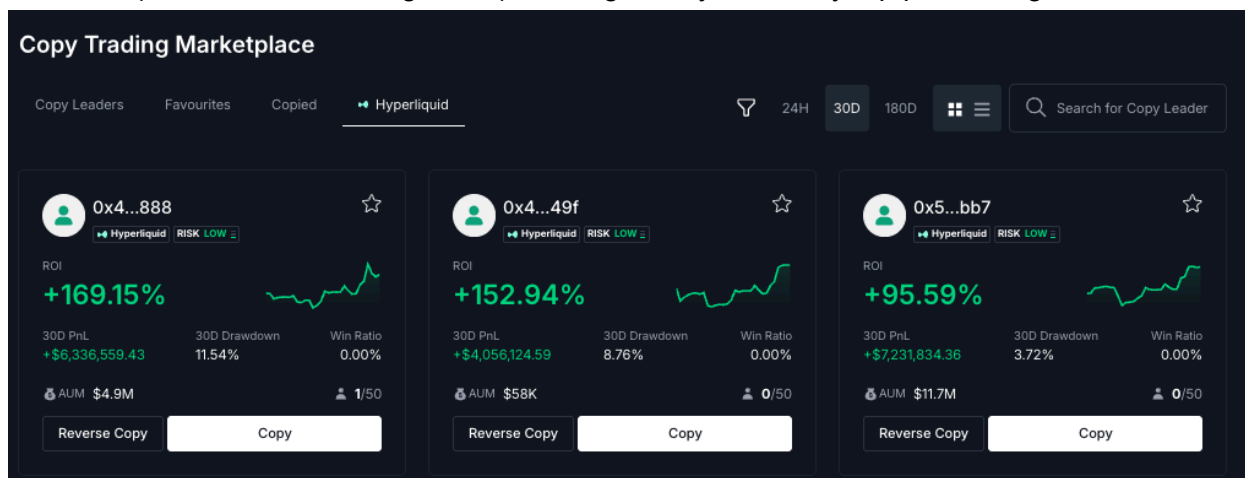 Copy Trading Marketplace
Copy Leaders Favourites Copied Hyperliquid 24H 30D 180D Search for Copy Leader
0x4...888
Hyperliquid RISK LOW
ROI
+169.15%
30D PnL 30D Drawdown Win Ratio
+$6,336,559.43 11.54% 0.00%
AUM $4.9M 1/50
Reverse Copy Copy
0x4...49f
Hyperliquid RISK LOW
ROI
+152.94%
30D PnL 30D Drawdown Win Ratio
+$4,056,124.59 8.76% 0.00%
AUM $58K 0/50
Reverse Copy Copy
0x5...bb7
Hyperliquid RISK LOW
ROI
+95.59%
30D PnL 30D Drawdown Win Ratio
+$7,231,834.36 3.72% 0.00%
AUM $11.7M 0/50
Reverse Copy Copy